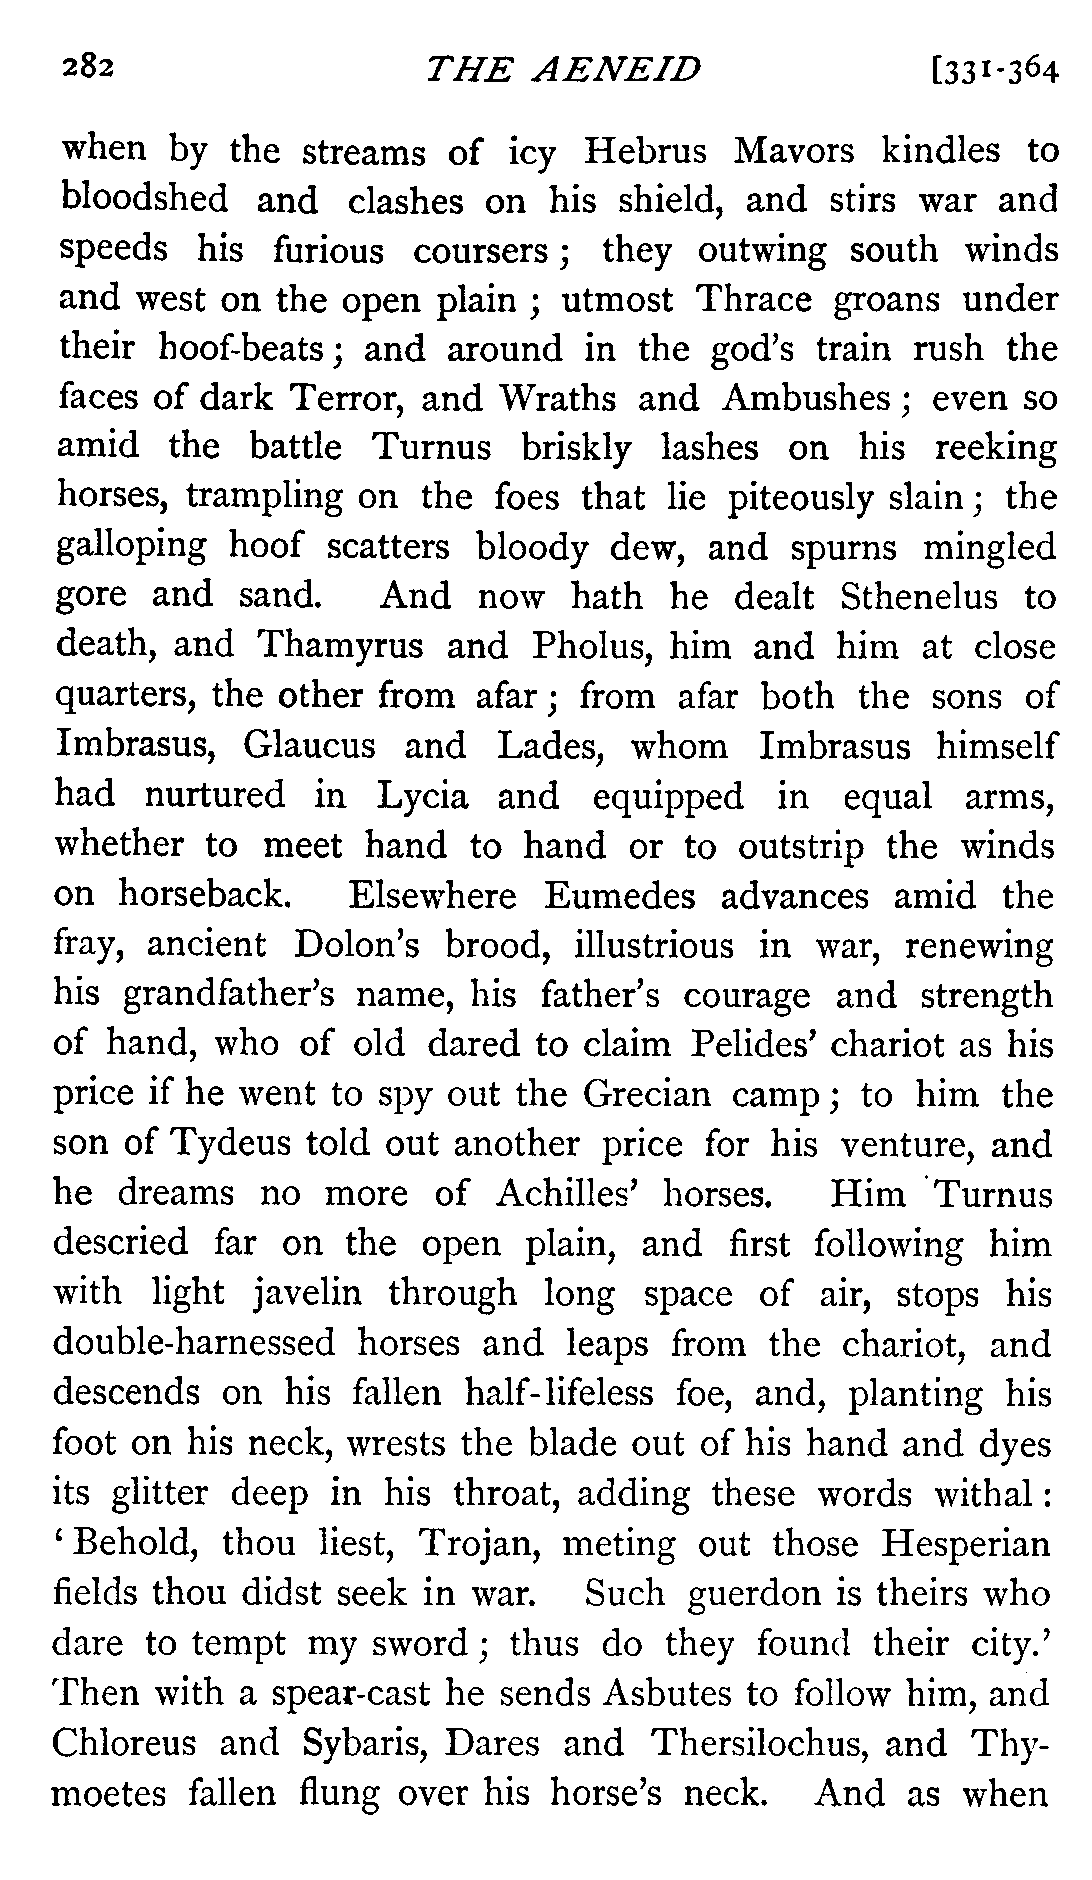 282 THE AENEID [331-364
when by the streams of icy Hebrus Mavors kindles to
bloodshed and clashes on his shield, and stirs war and
speeds his furious coursers ; they outwing south winds
and west on the open plain ; utmost Thrace groans under
their hoof-beats ; and around in the god's train rush the
faces of dark Terror, and Wraths and Ambushes ; even so
amid the battle Turnus briskly lashes on his reeking
horses, trampling on the foes that lie piteously slain ; the
galloping hoof scatters bloody dew, and spurns mingled
gore and sand. And now hath he dealt Sthenelus to
death, and Thamyrus and Pholus, him and him at close
quarters, the other from afar ; from afar both the sons of
Imbrasus, Glaucus and Lades, whom Imbrasus himself
had nurtured in Lycia and equipped in equal arms,
whether to meet hand to hand or to outstrip the winds
on horseback. Elsewhere Eumedes advances amid the
fray, ancient Dolon's brood, illustrious in war, renewing
his grandfather's name, his father's courage and strength
of hand, who of old dared to claim Pelides' chariot as his
price if he went to spy out the Grecian camp ; to him the
son of Tydeus told out another price for his venture, and
he dreams no more of Achilles' horses. Him Turnus
descried far on the open plain, and first following him
with light javelin through long space of air, stops his
double-harnessed horses and leaps from the chariot, and
descends on his fallen half-lifeless foe, and, planting his
foot on his neck, wrests the blade out of his hand and dyes
its glitter deep in his throat, adding these words withal :
‘ Behold, thou liest, Trojan, meting out those Hesperian
fields thou didst seek in war. Such guerdon is theirs who
dare to tempt my sword ; thus do they found their city.’
Then with a spear-cast he sends Asbutes to follow him, and
Chloreus and Sybaris, Dares and Thersilochus, and Thy-
moetes fallen flung over his horse's neck. And as when